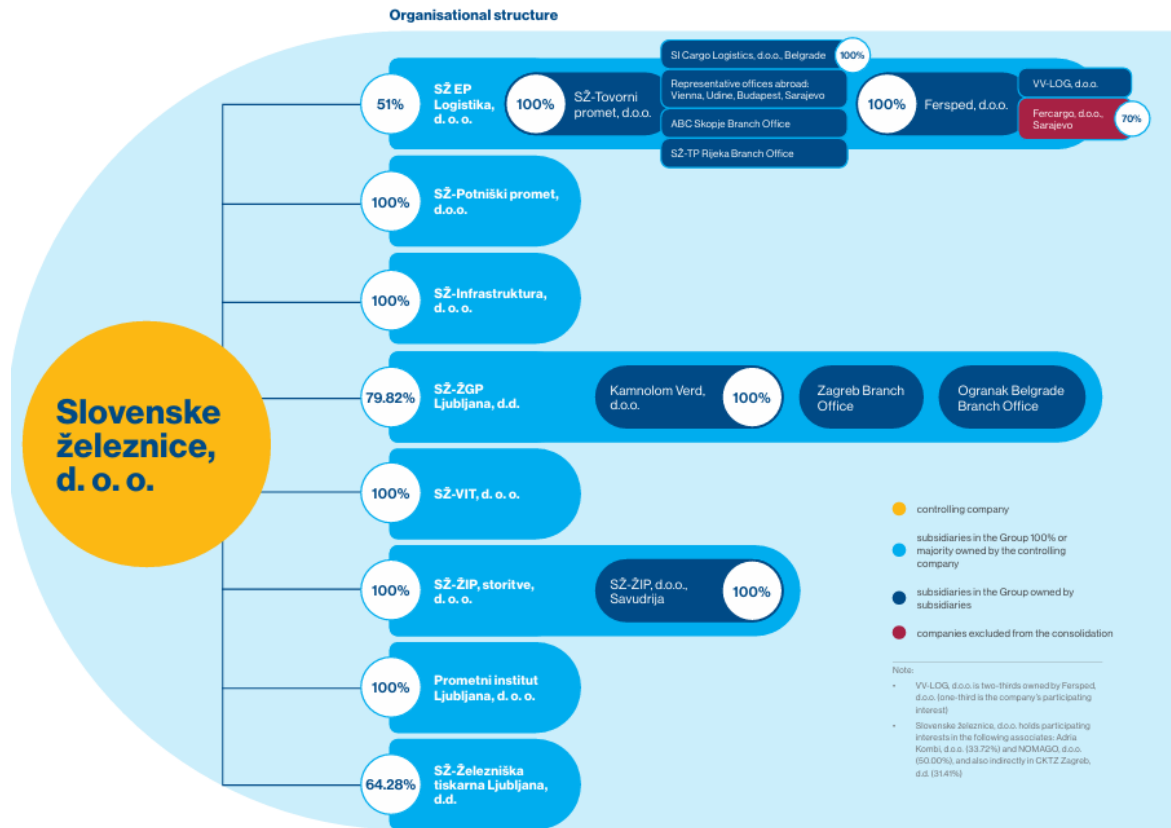 Organisational structure
Slovenske
železnice,
d. o. o.
51%
SŽ EP
Logistika,
d. o. o.
100%
SŽ-Tovorni
promet, d.o.o.
SI Cargo Logistics, d.o.o., Belgrade
100%
Representative offices abroad:
Vienna, Udine, Budapest, Sarajevo
ABC Skopje Branch Office
SŽ-TP Rijeka Branch Office
100%
Fersped, d.o.o.
VV-LOG, d.o.o.
Fercargo, d.o.o.,
Sarajevo
70%
100%
SŽ-Potniški promet,
d.o.o.
100%
SŽ-Infrastruktura,
d. o. o.
79.82%
SŽ-ŽGP
Ljubljana, d.d.
Kamnolom Verd,
d.o.o.
100%
Zagreb Branch
Office
Ogranak Belgrade
Branch Office
100%
SŽ-VIT, d. o. o.
100%
SŽ-ŽIP, storitve,
d. o. o.
SŽ-ŽIP, d.o.o.,
Savudrija
100%
100%
Prometni institut
Ljubljana, d. o. o.
64.28%
SŽ-Železniška
tiskarna Ljubljana,
d.d.
controlling company
subsidiaries in the Group 100% or
majority owned by the controlling
company
subsidiaries in the Group owned by
subsidiaries
companies excluded from the consolidation
Note:
• VV-LOG, d.o.o. is two-thirds owned by Fersped,
d.o.o. (one-third is the company's participating
interest)
• Slovenske železnice, d.o.o. holds participating
interests in the following associates: Adria
Kombi, d.o.o. (33.72%) and NOMAGO, d.o.o.
(50.00%), and also indirectly in CKTZ Zagreb,
d.d. (31.41%)